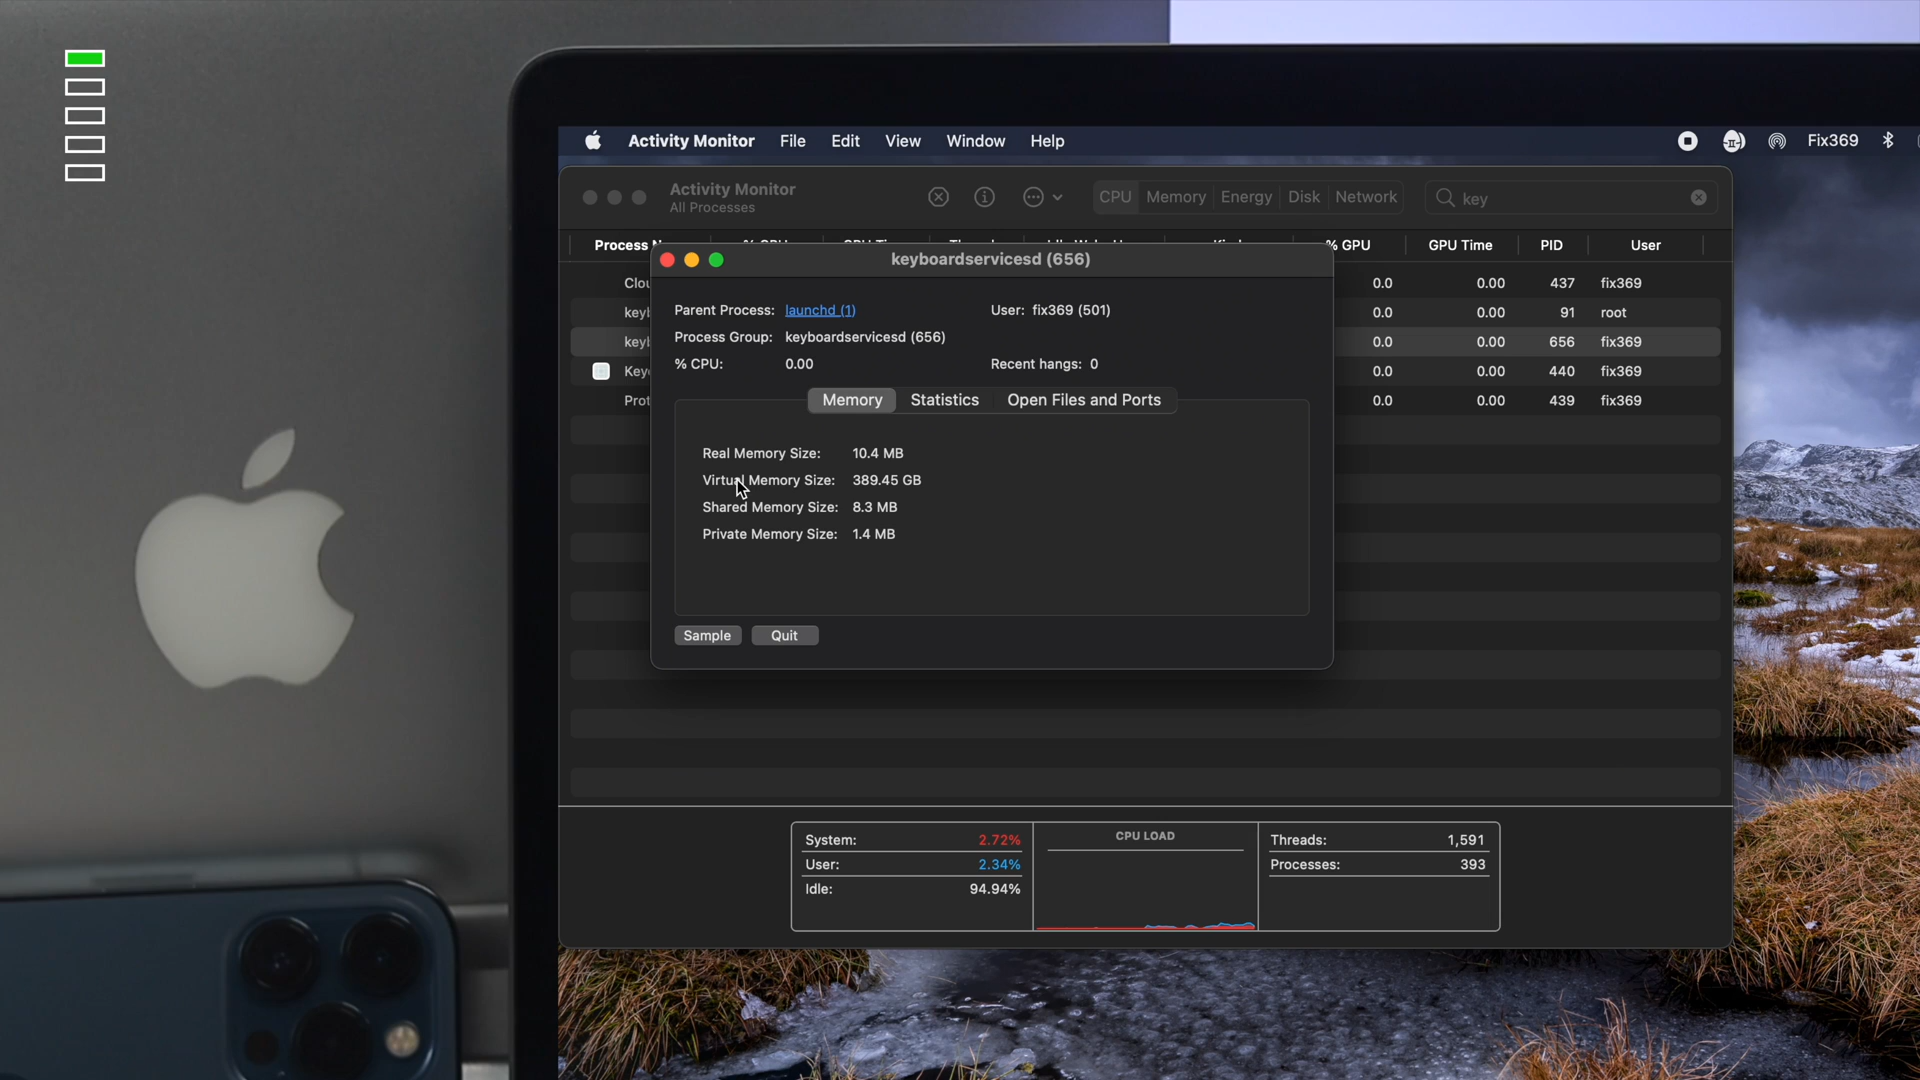 Activity Monitor File Edit View Window Help Fix369
Activity Monitor
All Processes
CPU Memory Energy Disk Network
key
Process % GPU GPU Time PID User
0.0 0.00 437 fix369
0.0 0.00 91 root
0.0 0.00 656 fix369
0.0 0.00 440 fix369
0.0 0.00 439 fix369
keyboardservicesd (656)
Parent Process: launchd (1) User: fix369 (501)
Process Group: keyboardservicesd (656)
% CPU: 0.00 Recent hangs: 0
Memory Statistics Open Files and Ports
Real Memory Size: 10.4 MB
Virtual Memory Size: 389.45 GB
Shared Memory Size: 8.3 MB
Private Memory Size: 1.4 MB
Sample Quit
System: 2.72%
User: 2.34%
Idle: 94.94%
CPU LOAD
Threads: 1,591
Processes: 393